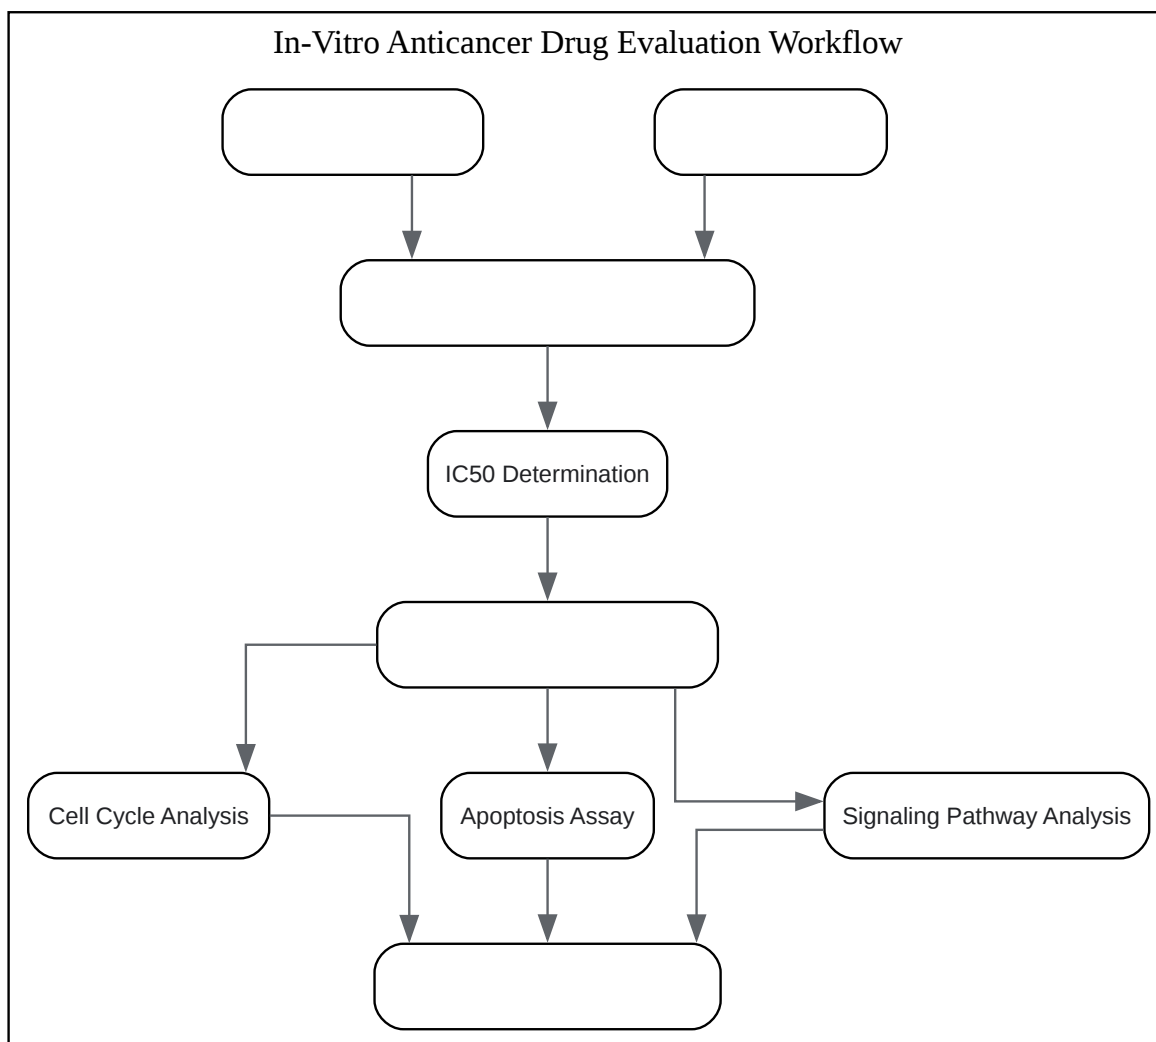 In-Vitro Anticancer Drug Evaluation Workflow
IC50 Determination
Cell Cycle Analysis
Apoptosis Assay
Signaling Pathway Analysis